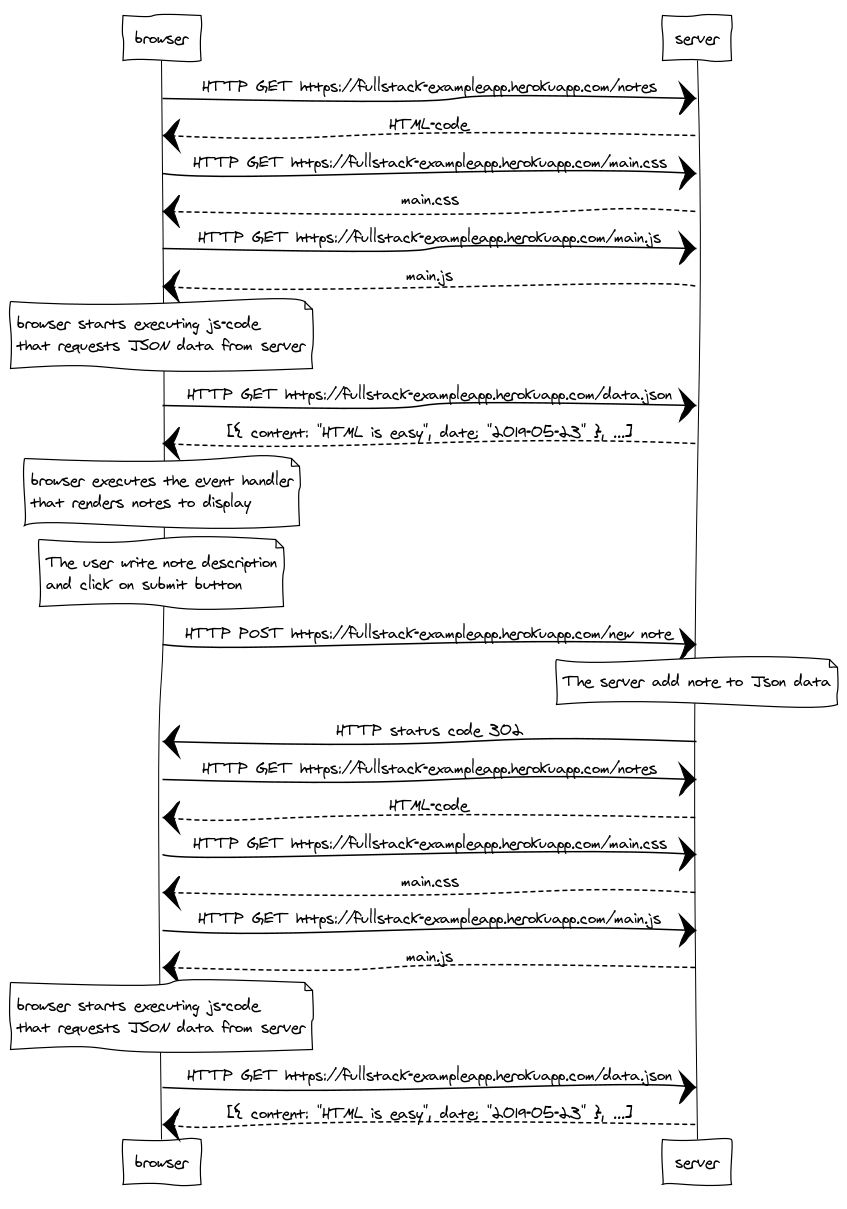 browser
server
HTTP GET https://fullstack-exampleapp.herokuapp.com/notes
HTML-code
HTTP GET https://fullstack-exampleapp.herokuapp.com/main.css
main.css
HTTP GET https://fullstack-exampleapp.herokuapp.com/main.js
main.js
browser starts executing js-code
that requests JSON data from server
HTTP GET https://fullstack-exampleapp.herokuapp.com/data.json
[{ content: "HTML is easy", date: "2019-05-23" }, ...]
browser executes the event handler
that renders notes to display
The user write note description
and click on submit button
HTTP POST https://fullstack-exampleapp.herokuapp.com/new note
The server add note to Json data
HTTP status code 302
HTTP GET https://fullstack-exampleapp.herokuapp.com/notes
HTML-code
HTTP GET https://fullstack-exampleapp.herokuapp.com/main.css
main.css
HTTP GET https://fullstack-exampleapp.herokuapp.com/main.js
main.js
browser starts executing js-code
that requests JSON data from server
HTTP GET https://fullstack-exampleapp.herokuapp.com/data.json
[{ content: "HTML is easy", date: "2019-05-23" }, ...]
browser
server